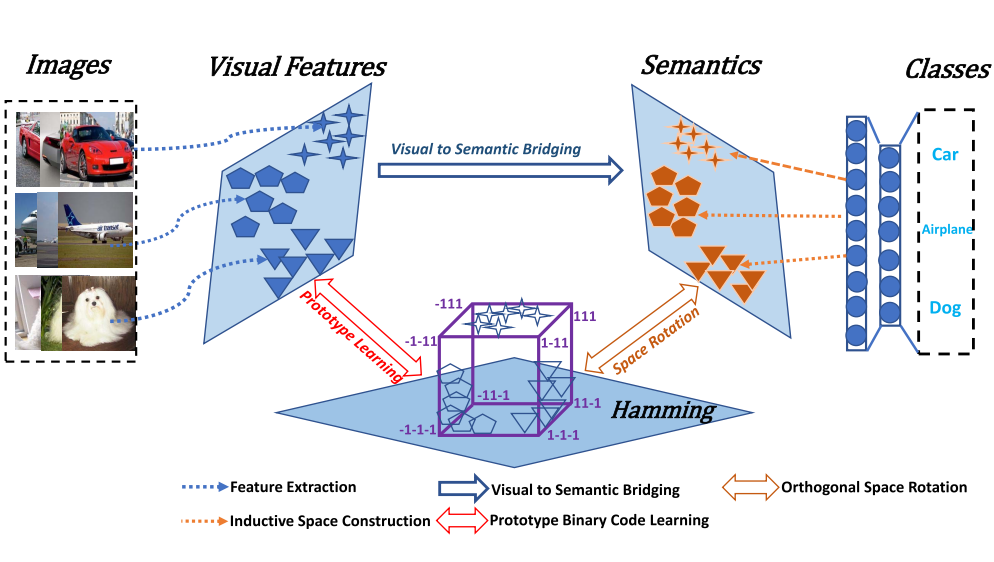 Images
Visual Features
Semantics
Classes
Visual to Semantic Bridging
Car
Airplane
Dog
air transat
Prototype Learning
Space Rotation
-111
111
-1-11
1-11
-11-1
11-1
-1-1-1
1-1-1
Hamming
Feature Extraction
Visual to Semantic Bridging
Orthogonal Space Rotation
Inductive Space Construction
Prototype Binary Code Learning